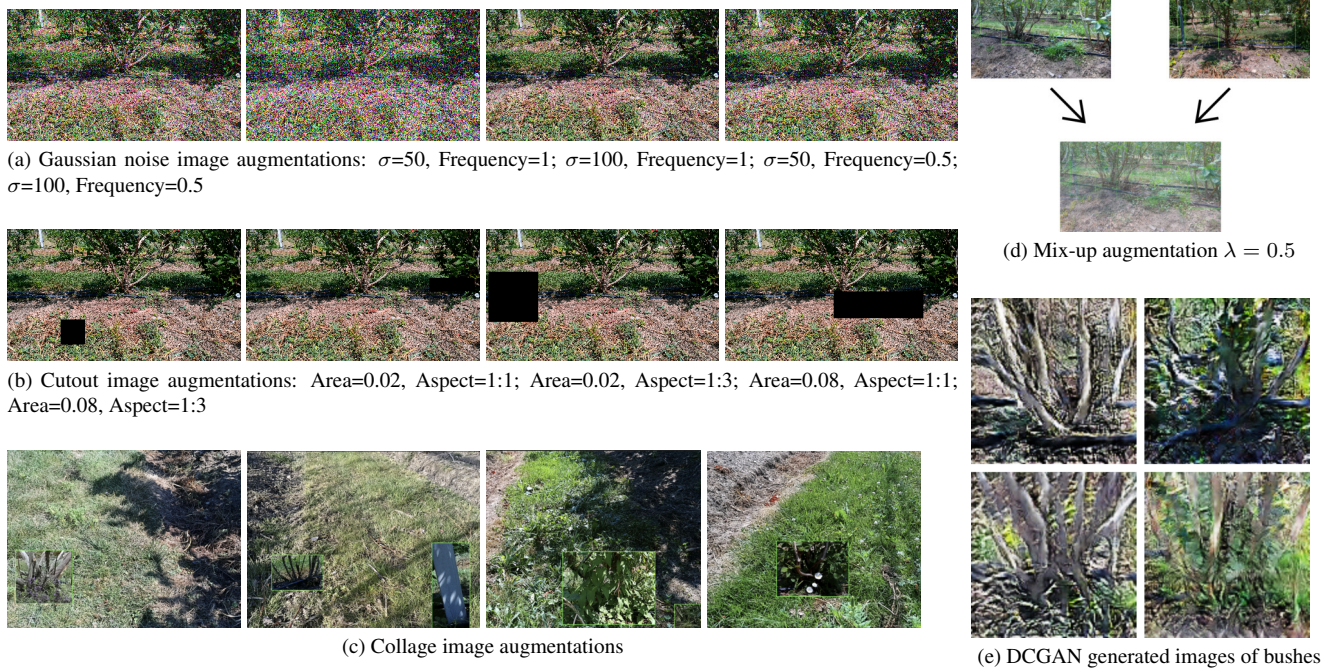 (a) Gaussian noise image augmentations: σ=50, Frequency=1; σ=100, Frequency=1; σ=50, Frequency=0.5;
σ=100, Frequency=0.5
(b) Cutout image augmentations: Area=0.02, Aspect=1:1; Area=0.02, Aspect=1:3; Area=0.08, Aspect=1:1;
Area=0.08, Aspect=1:3
(c) Collage image augmentations
(d) Mix-up augmentation λ = 0.5
(e) DCGAN generated images of bushes